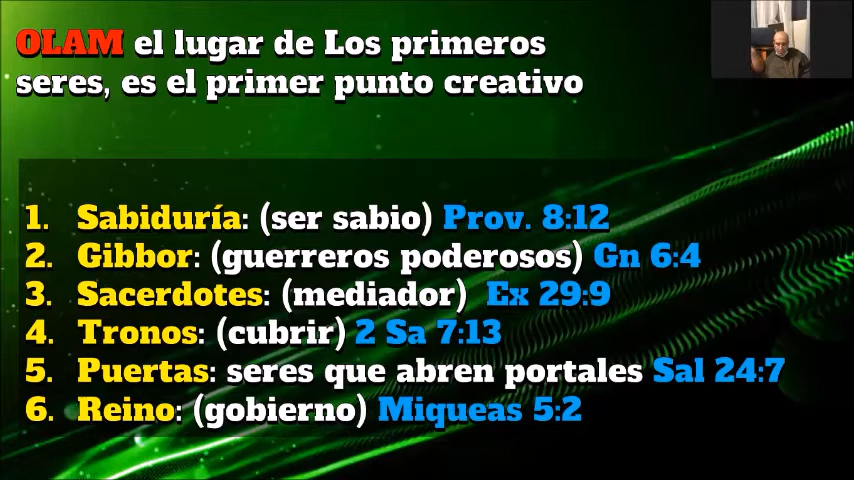 OLAM el lugar de Los primeros
seres, es el primer punto creativo
1. Sabiduría: (ser sabio) Prov. 8:12
2. Gibbor: (guerreros poderosos) Gn 6:4
3. Sacerdotes: (mediador) Ex 29:9
4. Tronos: (cubrir) 2 Sa 7:13
5. Puertas: seres que abren portales Sal 24:7
6. Reino: (gobierno) Miqueas 5:2